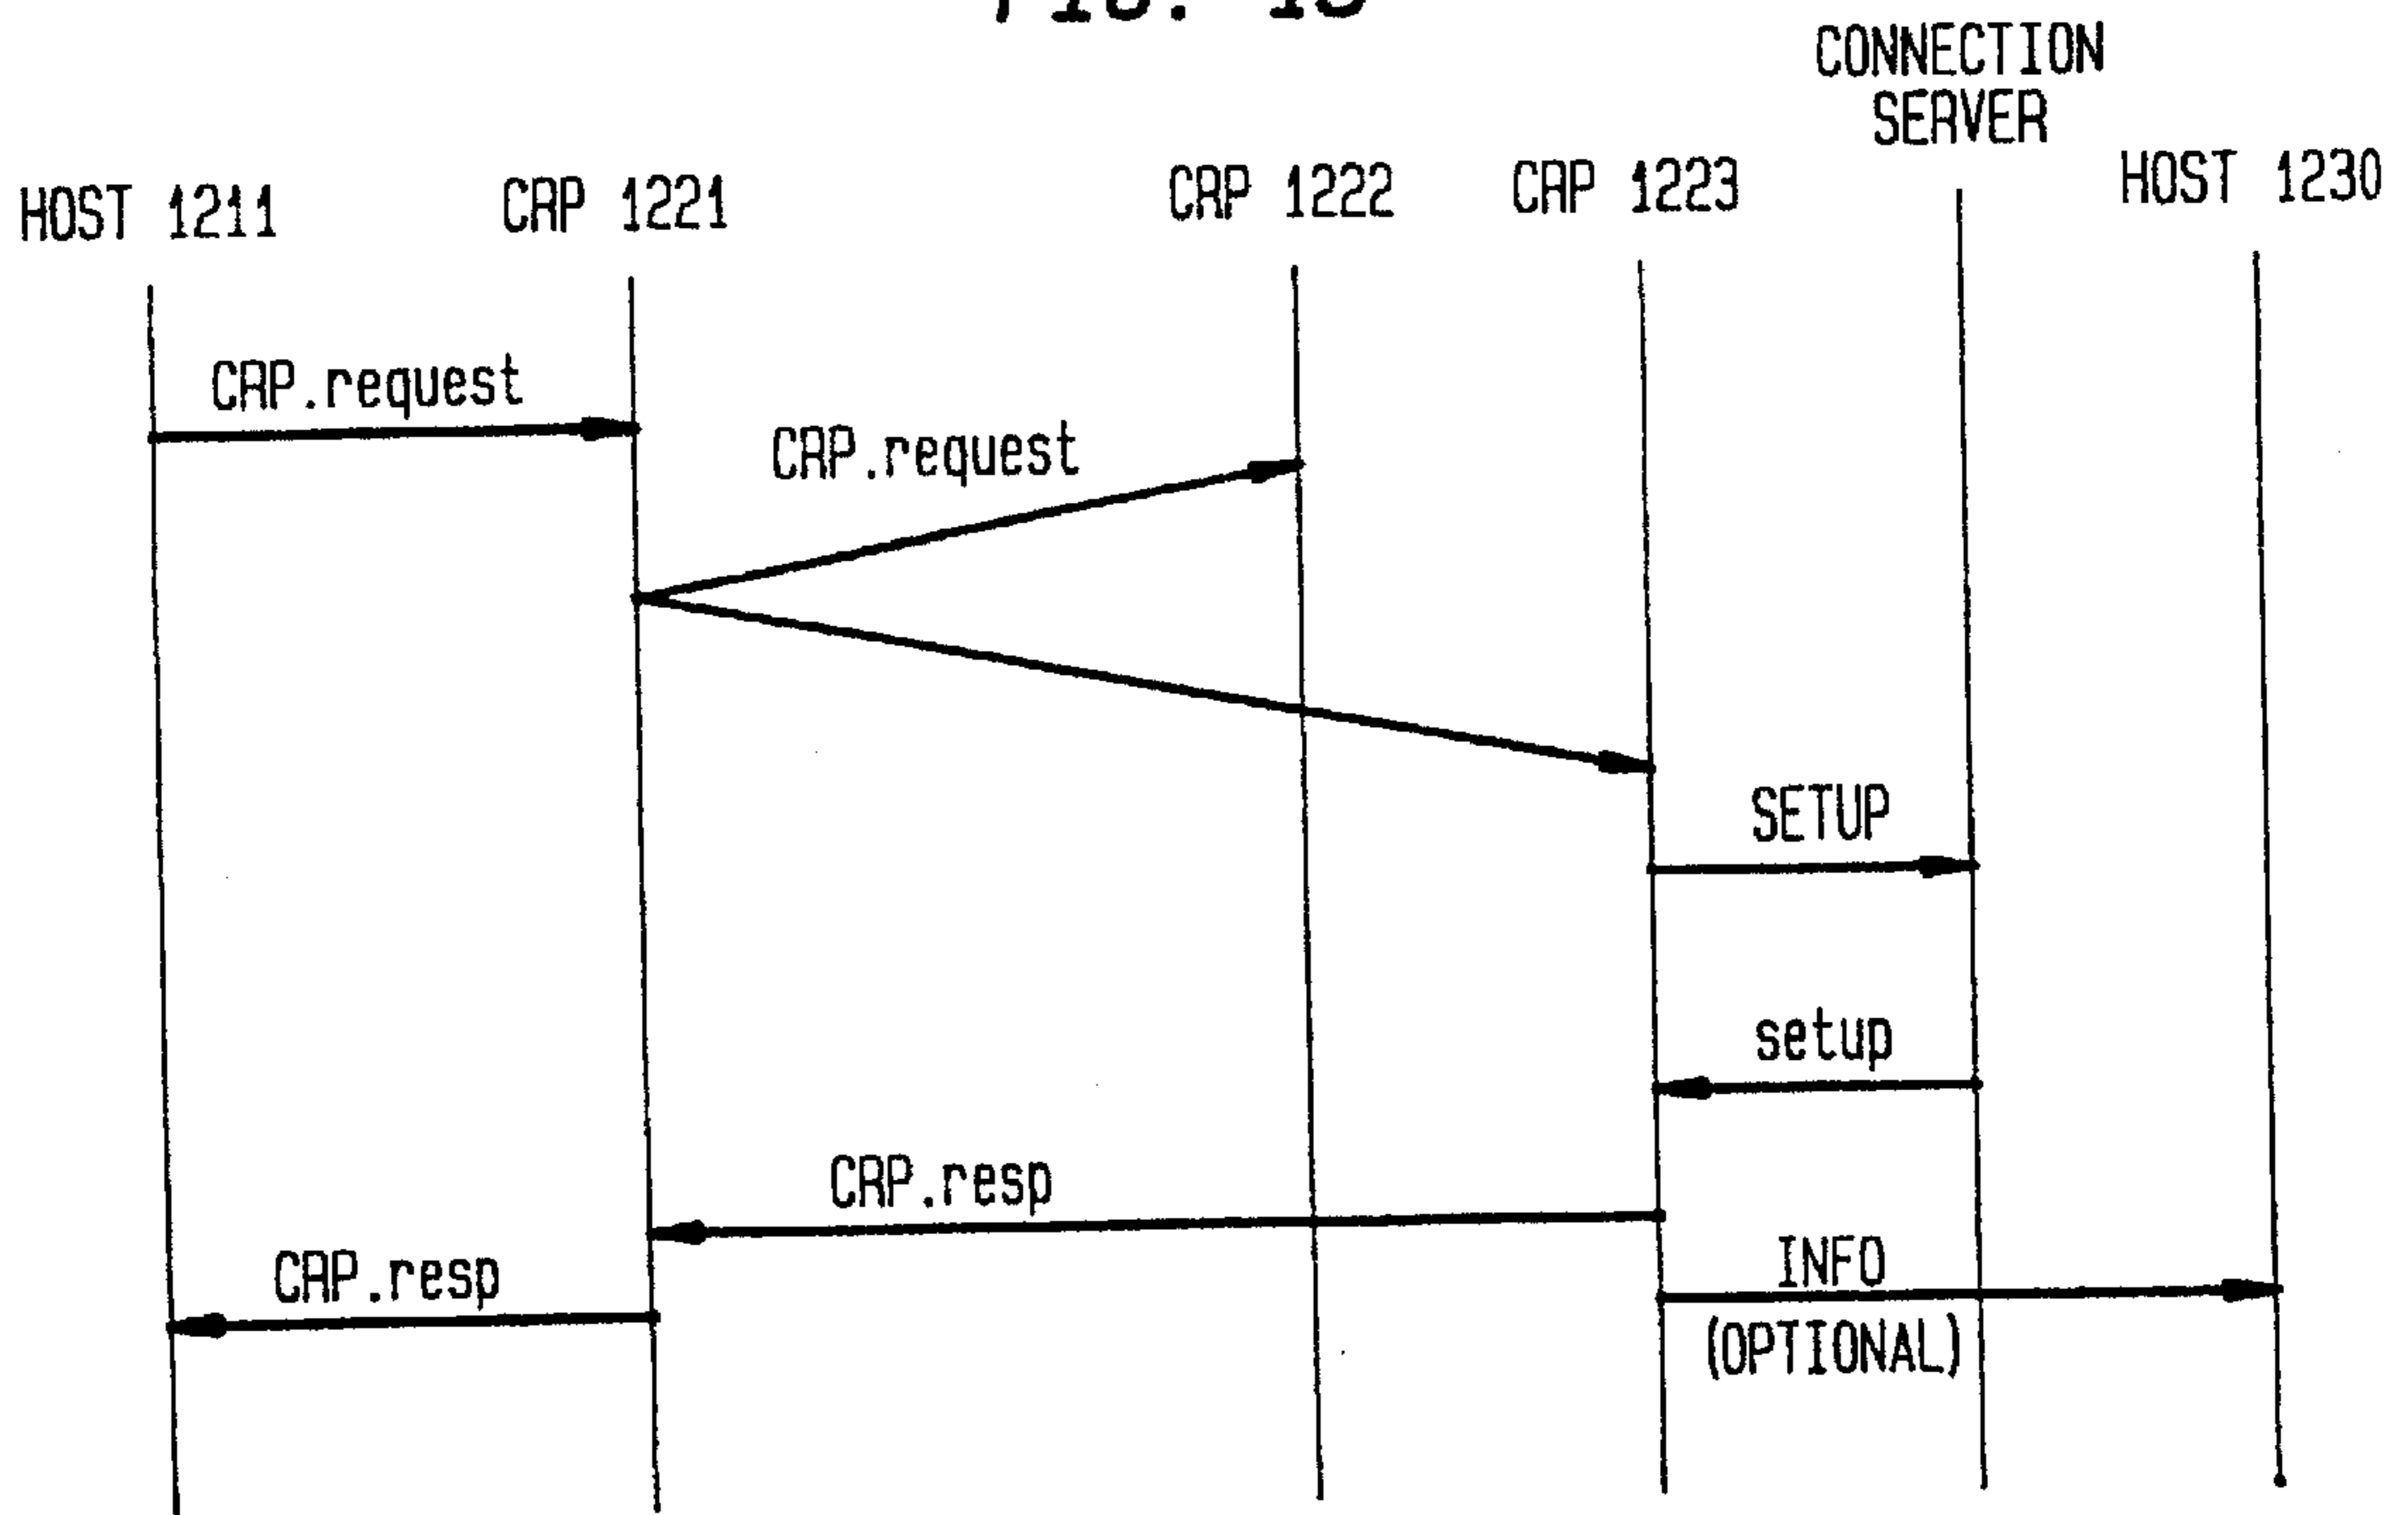 CONNECTION
SERVER
HOST 1211
CRP 1221
CRP 1222
CRP 1223
HOST 1230
CRP.request
CRP.request
SETUP
setup
CRP.resp
CRP.resp
INFO
(OPTIONAL)